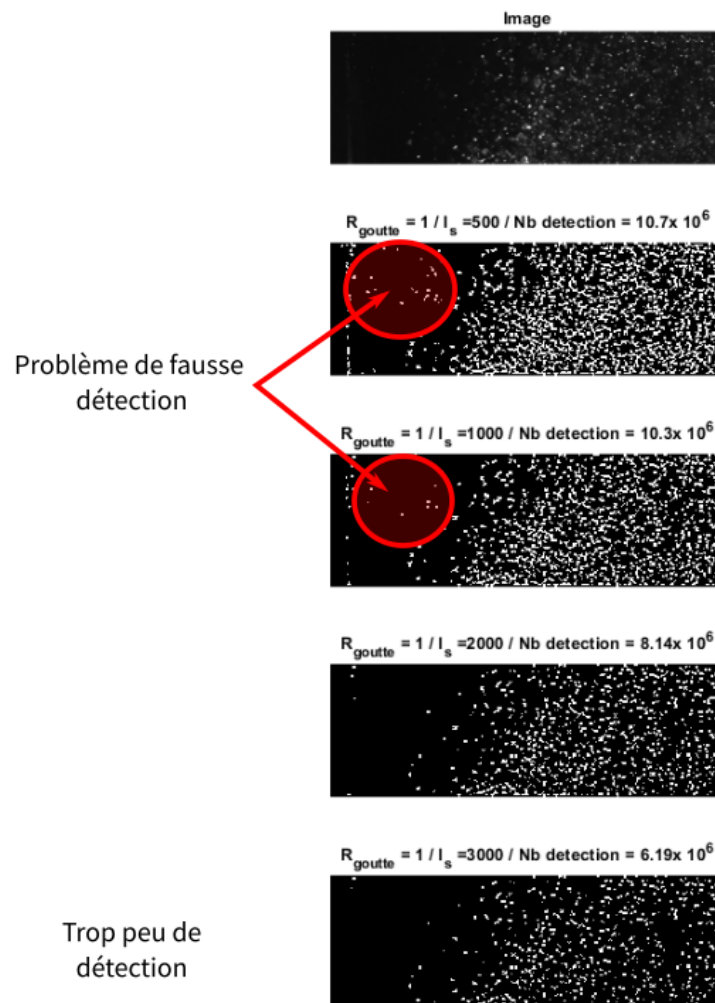 Image
R_goutte = 1 / I_s =500 / Nb detection = 10.7x 10^6
Problème de fausse
détection
R_goutte = 1 / I_s =1000 / Nb detection = 10.3x 10^6
R_goutte = 1 / I_s =2000 / Nb detection = 8.14x 10^6
R_goutte = 1 / I_s =3000 / Nb detection = 6.19x 10^6
Trop peu de
détection